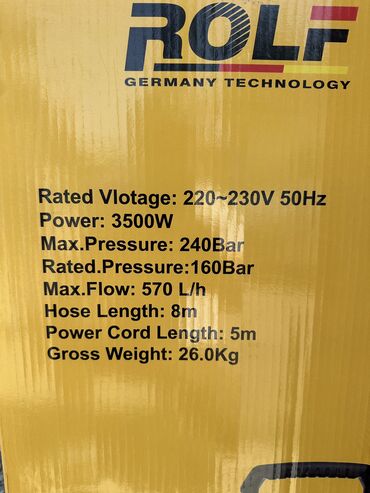 ROLF
GERMANY TECHNOLOGY
Rated Vlotage: 220~230V 50Hz
Power: 3500W
Max.Pressure: 240Bar
Rated.Pressure:160Bar
Max.Flow: 570 L/h
Hose Length: 8m
Power Cord Length: 5m
Gross Weight: 26.0Kg